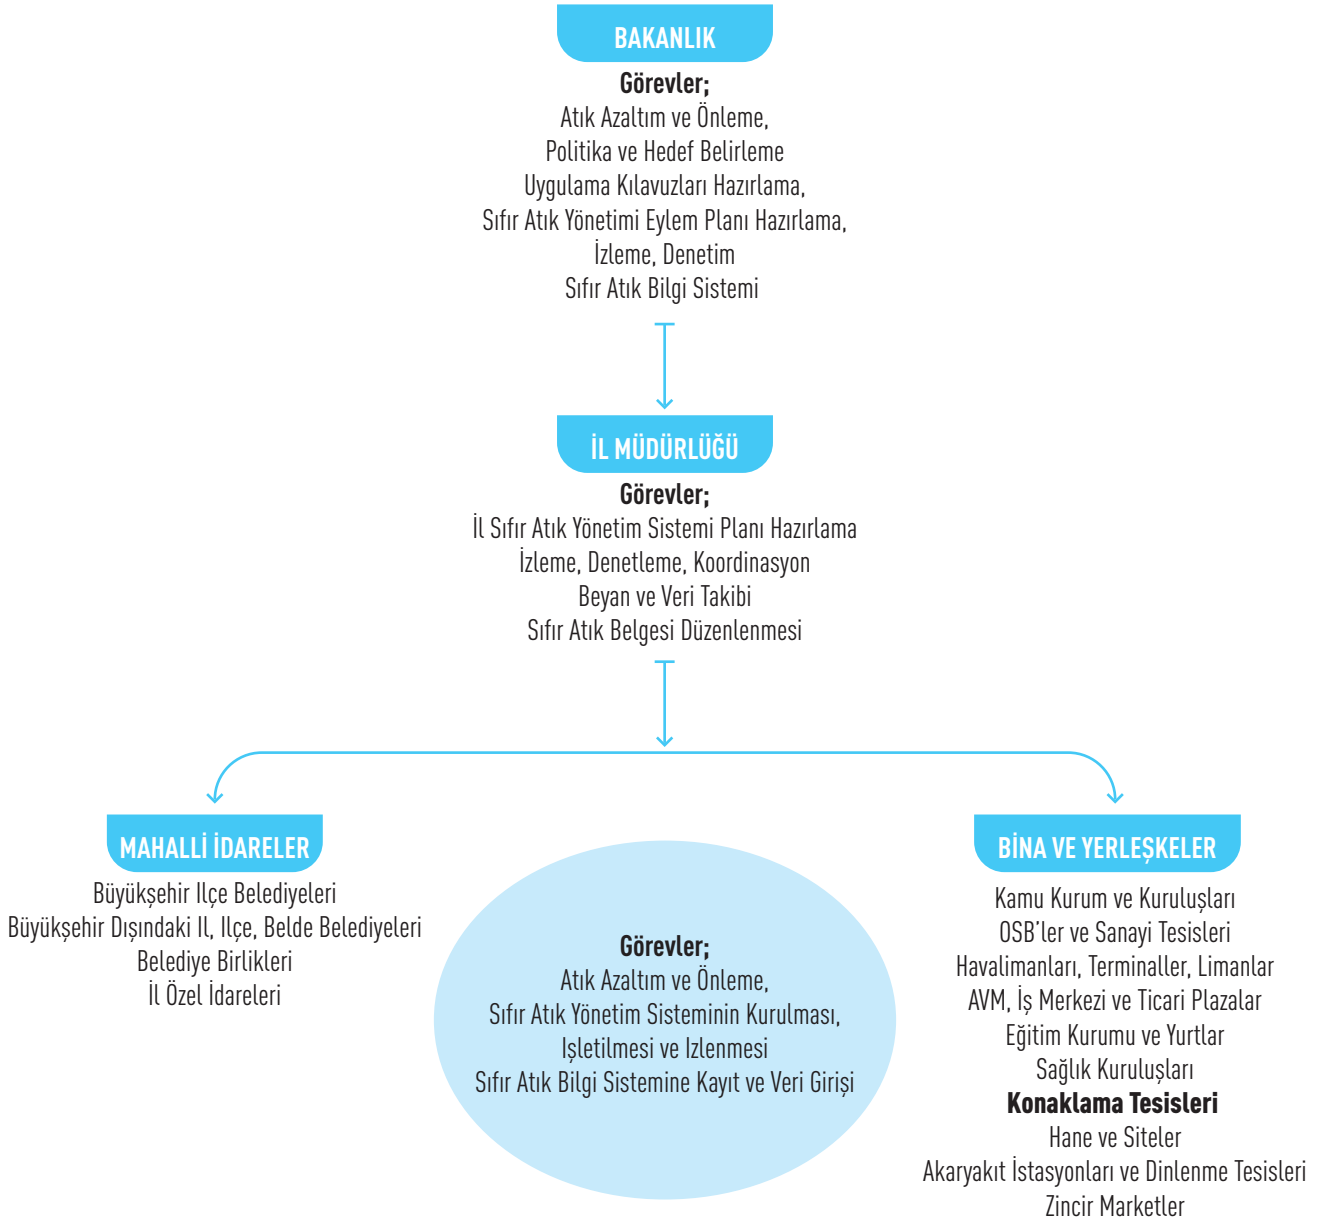 BAKANLIK
Görevler;
Atık Azaltım ve Önleme,
Politika ve Hedef Belirleme
Uygulama Kılavuzları Hazırlama,
Sıfır Atık Yönetimi Eylem Planı Hazırlama,
İzleme, Denetim
Sıfır Atık Bilgi Sistemi
İL MÜDÜRLÜĞÜ
Görevler;
İl Sıfır Atık Yönetim Sistemi Planı Hazırlama
İzleme, Denetleme, Koordinasyon
Beyan ve Veri Takibi
Sıfır Atık Belgesi Düzenlenmesi
MAHALLİ İDARELER
Büyükşehir Ilçe Belediyeleri
Büyükşehir Dışındaki Il, Ilçe, Belde Belediyeleri
Belediye Birlikleri
İl Özel İdareleri
Görevler;
Atık Azaltım ve Önleme,
Sıfır Atık Yönetim Sisteminin Kurulması,
Işletilmesi ve Izlenmesi
Sıfır Atık Bilgi Sistemine Kayıt ve Veri Girişi
BİNA VE YERLEŞKELER
Kamu Kurum ve Kuruluşları
OSB'ler ve Sanayi Tesisleri
Havalimanları, Terminaller, Limanlar
AVM, İş Merkezi ve Ticari Plazalar
Eğitim Kurumu ve Yurtlar
Sağlık Kuruluşları
Konaklama Tesisleri
Hane ve Siteler
Akaryakıt İstasyonları ve Dinlenme Tesisleri
Zincir Marketler